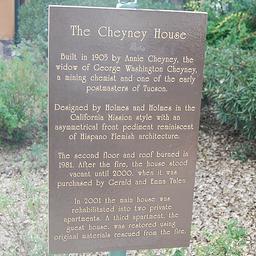 The Cheyney House
Built in 1905 by Annie Cheyney, the
widow of George Washington Cheyney,
a mining chemist and one of the early
postmasters of Tucson.
Designed by Holmes and Holmes in the
California Mission style with an
asymmetrical front pediment reminiscent
of Hispano Flemish architecture.
The second floor and roof burned in
1981. After the fire, the house stood
vacant until 2000, when it was
purchased by Gerald and Enna Talen.
In 2001 the main house was
rehabilitated into two private
apartments. A third apartment, the
guest house, was restored using
original materials rescued from the fire.